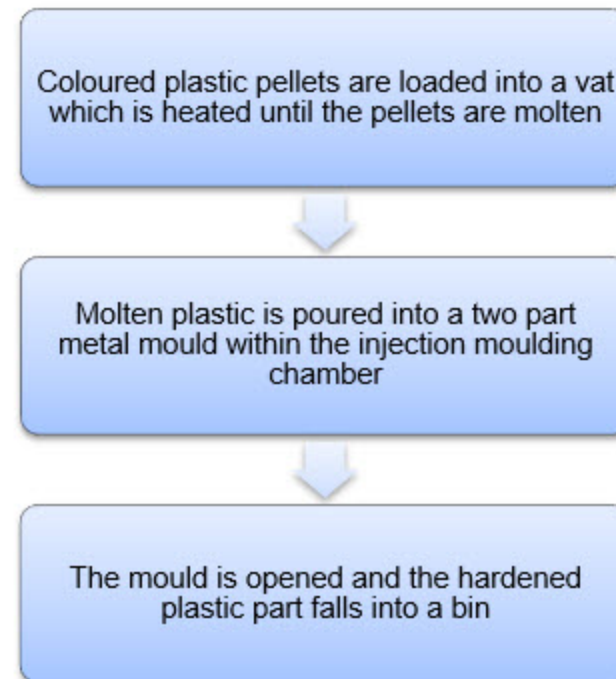 Coloured plastic pellets are loaded into a vat
which is heated until the pellets are molten
Molten plastic is poured into a two part
metal mould within the injection moulding
chamber
The mould is opened and the hardened
plastic part falls into a bin